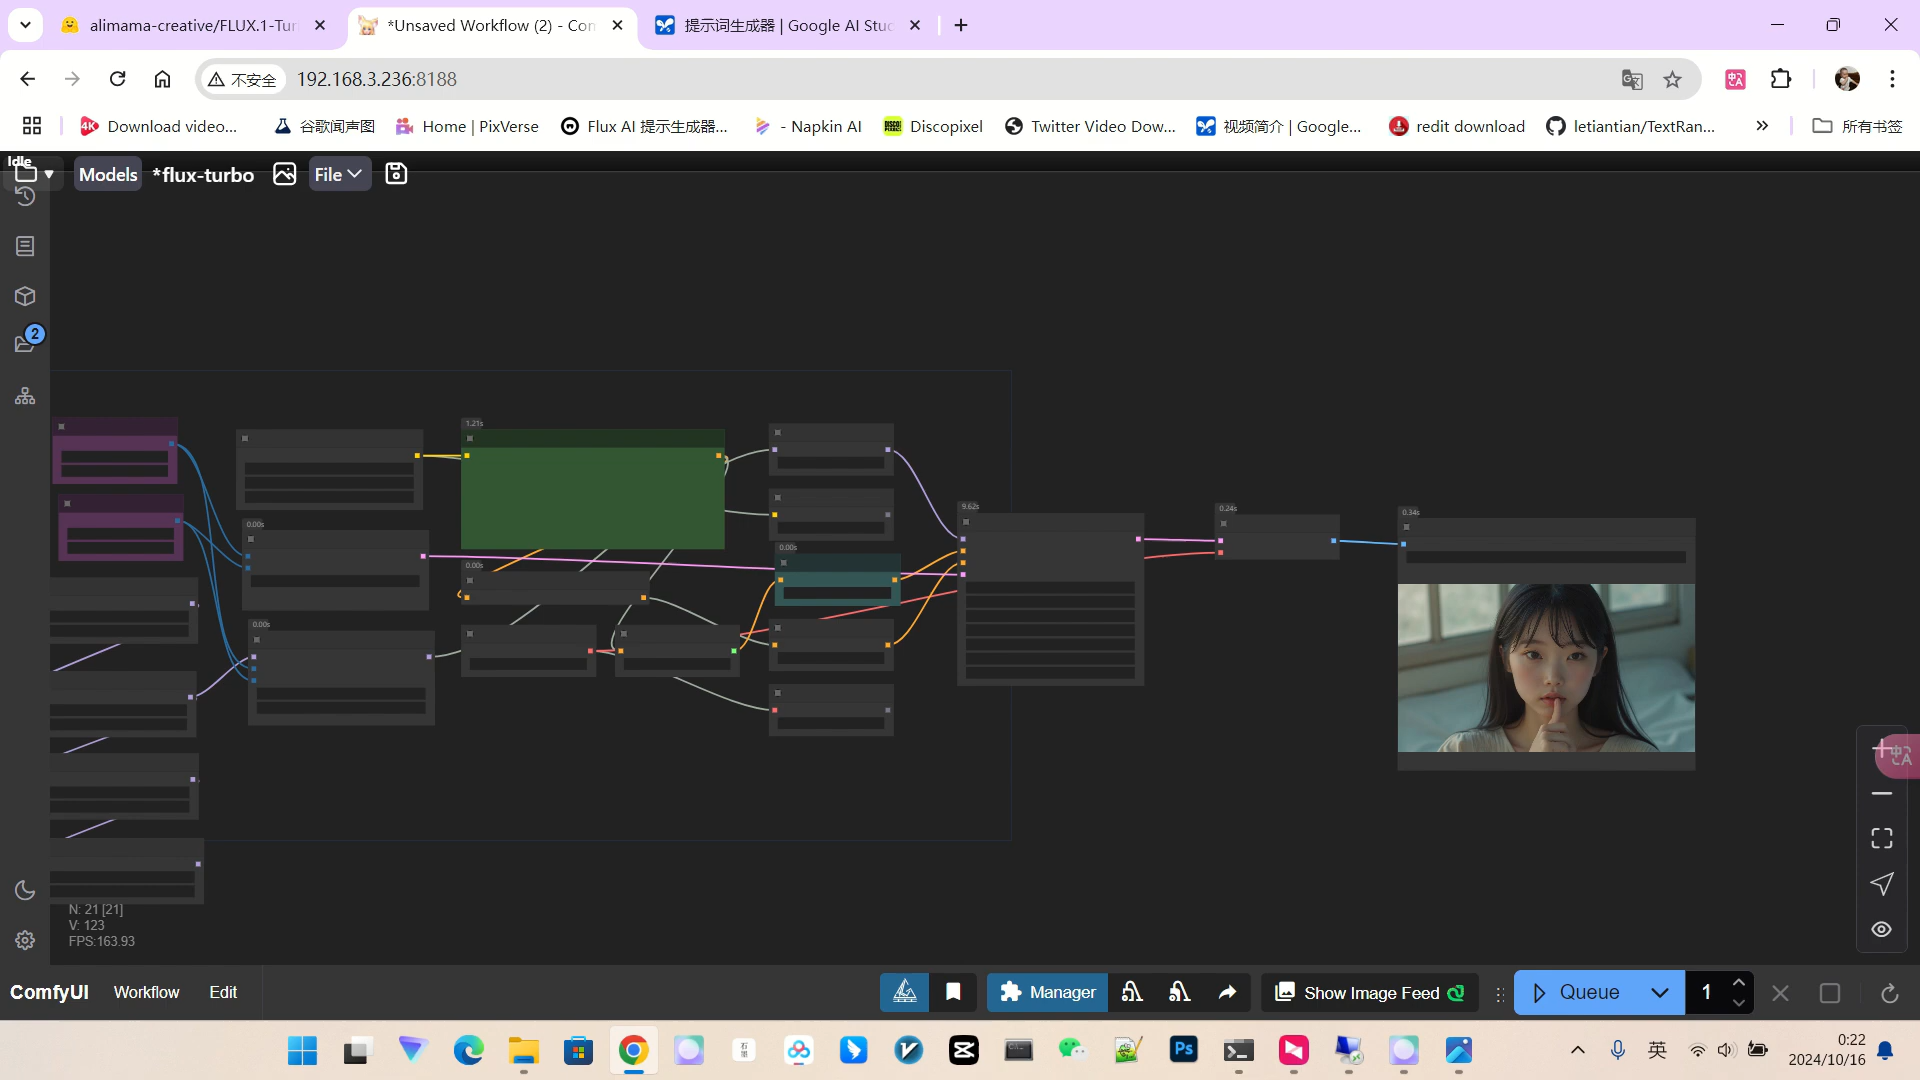 alimama-creative/FLUX.1-Tur
*Unsaved Workflow (2) - Con
提示词生成器 | Google AI Stud
不安全
192.168.3.236:8188
4K
Download video...
谷歌闻声图
Home | PixVerse
Flux AI 提示生成器...
- Napkin AI
Discopixel
Twitter Video Dow...
视频简介 | Google...
redit download
letiantian/TextRan...
所有书签
Idle
Models
*flux-turbo
File
2
1.21s
0.00s
0.00s
0.00s
0.00s
9.62s
0.24s
0.34s
N: 21 [21]
V: 123
FPS:163.93
ComfyUI
Workflow
Edit
Manager
Show Image Feed
Queue
1
Ps
英
0:22
2024/10/16